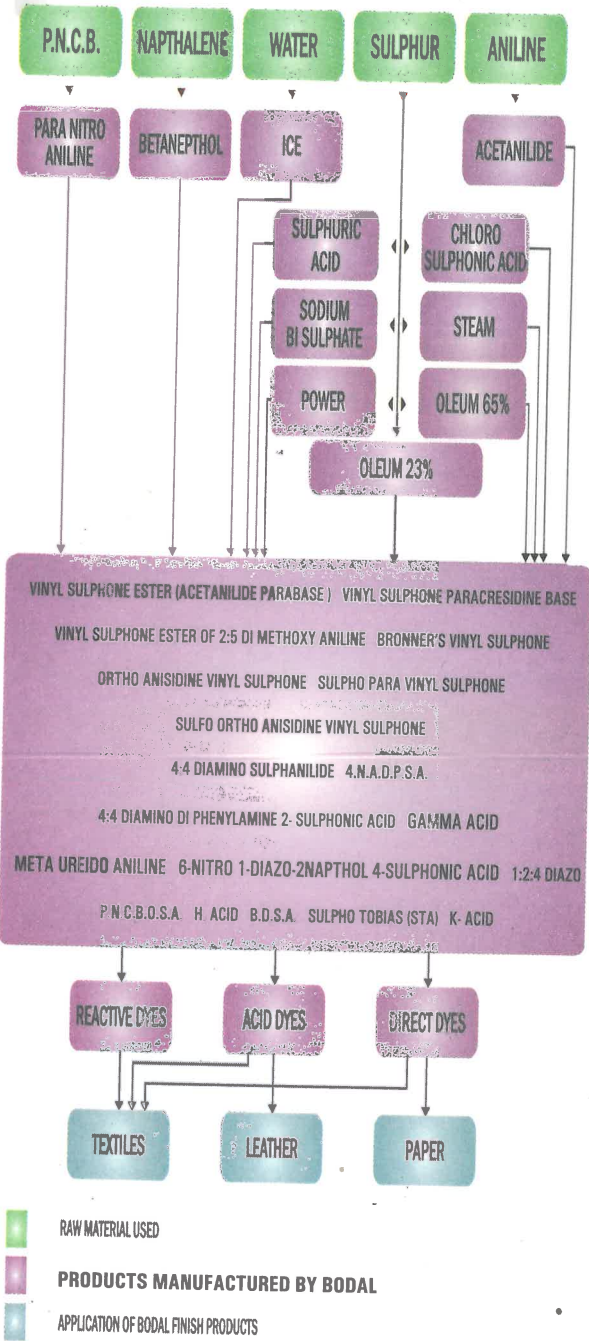 P.N.C.B. NAPTHALENE WATER SULPHUR ANILINE
PARA NITRO
ANILINE
BETANEPTHOL
ICE
ACETANILIDE
SULPHURIC
ACID
CHLORO
SULPHONIC ACID
SODIUM
BI SULPHATE
STEAM
POWER
OLEUM 65%
OLEUM 23%
VINYL SULPHONE ESTER (ACETANILIDE PARABASE ) VINYL SULPHONE PARACRESIDINE BASE
VINYL SULPHONE ESTER OF 2:5 DI METHOXY ANILINE BRONNER'S VINYL SULPHONE
ORTHO ANISIDINE VINYL SULPHONE SULPHO PARA VINYL SULPHONE
SULFO ORTHO ANISIDINE VINYL SULPHONE
4:4 DIAMINO SULPHANILIDE 4.N.A.D.P.S.A.
4:4 DIAMINO DI PHENYLAMINE 2- SULPHONIC ACID GAMMA ACID
META UREIDO ANILINE 6-NITRO 1-DIAZO-2NAPTHOL 4-SULPHONIC ACID 1:2:4 DIAZO
P.N.C.B.O.S.A. H ACID B.D.S.A. SULPHO TOBIAS (STA) K- ACID
REACTIVE DYES ACID DYES DIRECT DYES
TEXTILES LEATHER PAPER
RAW MATERIAL USED
PRODUCTS MANUFACTURED BY BODAL
APPLICATION OF BODAL FINISH PRODUCTS